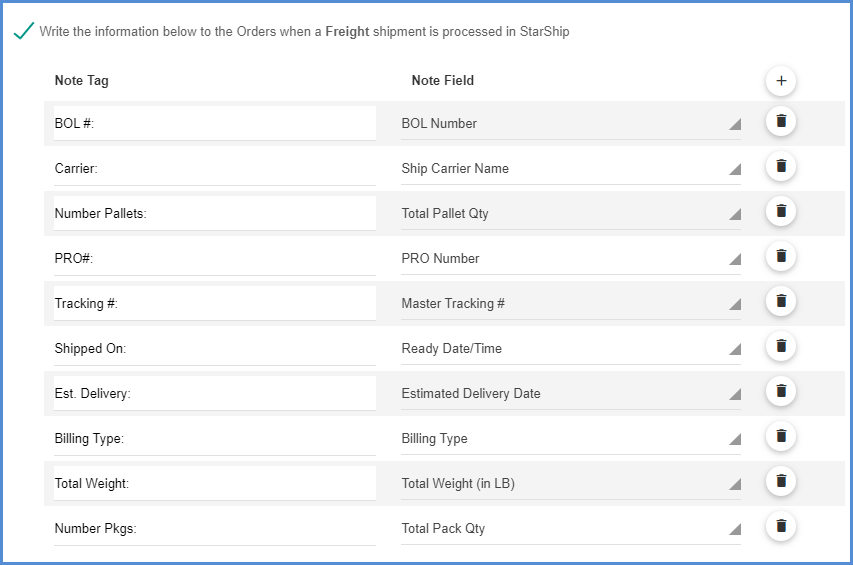 Write the information below to the Orders when a Freight shipment is processed in StarShip
Note Tag Note Field
BOL #: BOL Number
Carrier: Ship Carrier Name
Number Pallets: Total Pallet Qty
PRO#: PRO Number
Tracking #: Master Tracking #
Shipped On: Ready Date/Time
Est. Delivery: Estimated Delivery Date
Billing Type: Billing Type
Total Weight: Total Weight (in LB)
Number Pkgs: Total Pack Qty